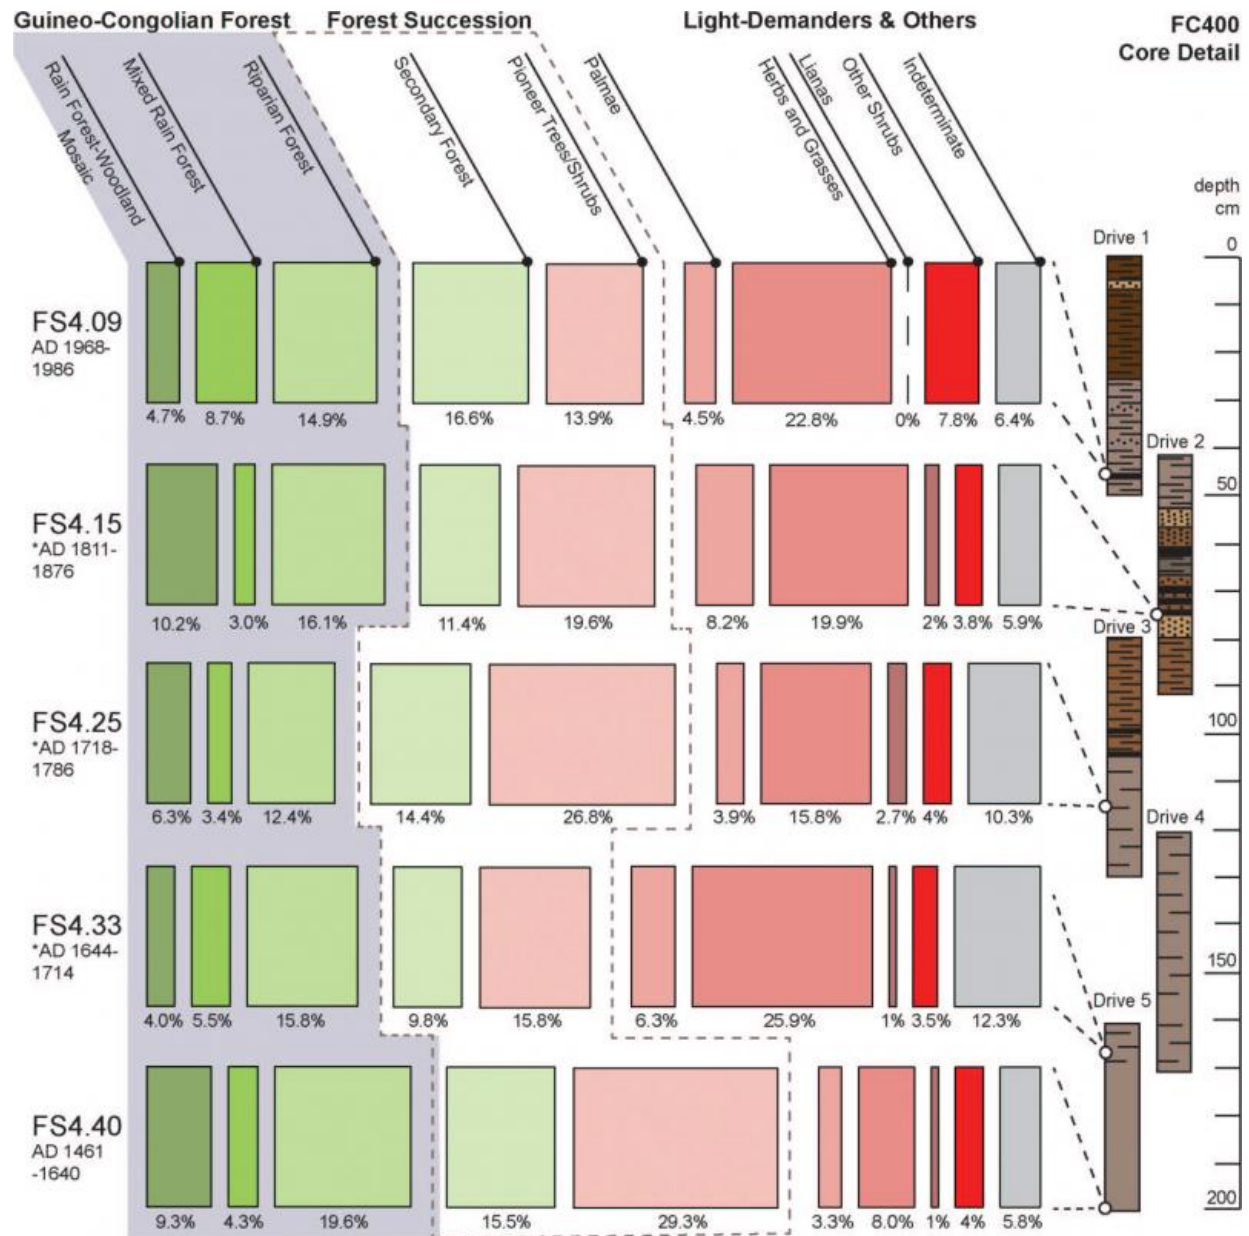 Guineo-Congolian Forest Forest Succession Light-Demanders & Others FC400
Core Detail
Rain Forest-Woodland
Mosaic
Mixed Rain Forest
Riparian Forest
Secondary Forest
Pioneer Trees/Shrubs
Palmae
Herbs and Grasses
Lianas
Other Shrubs
Indeterminate
depth
cm
Drive 1
0
FS4.09
AD 1968-
1986
4.7% 8.7% 14.9% 16.6% 13.9% 4.5% 22.8% 0% 7.8% 6.4%
Drive 2
50
FS4.15
*AD 1811-
1876
10.2% 3.0% 16.1% 11.4% 19.6% 8.2% 19.9% 2% 3.8% 5.9%
Drive 3
FS4.25
*AD 1718-
1786
100
6.3% 3.4% 12.4% 14.4% 26.8% 3.9% 15.8% 2.7% 4% 10.3%
Drive 4
FS4.33
*AD 1644-
1714
150
Drive 5
4.0% 5.5% 15.8% 9.8% 15.8% 6.3% 25.9% 1% 3.5% 12.3%
FS4.40
AD 1461
-1640
200
9.3% 4.3% 19.6% 15.5% 29.3% 3.3% 8.0% 1% 4% 5.8%